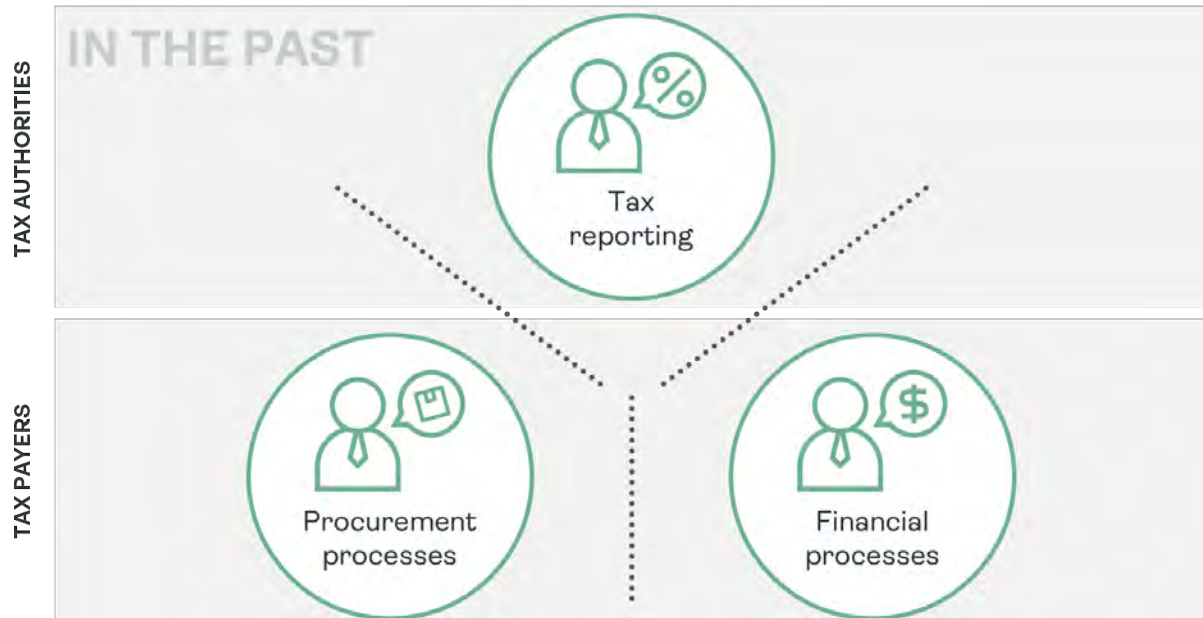 IN THE PAST
TAX AUTHORITIES
Tax
reporting
TAX PAYERS
Procurement
processes
$
Financial
processes